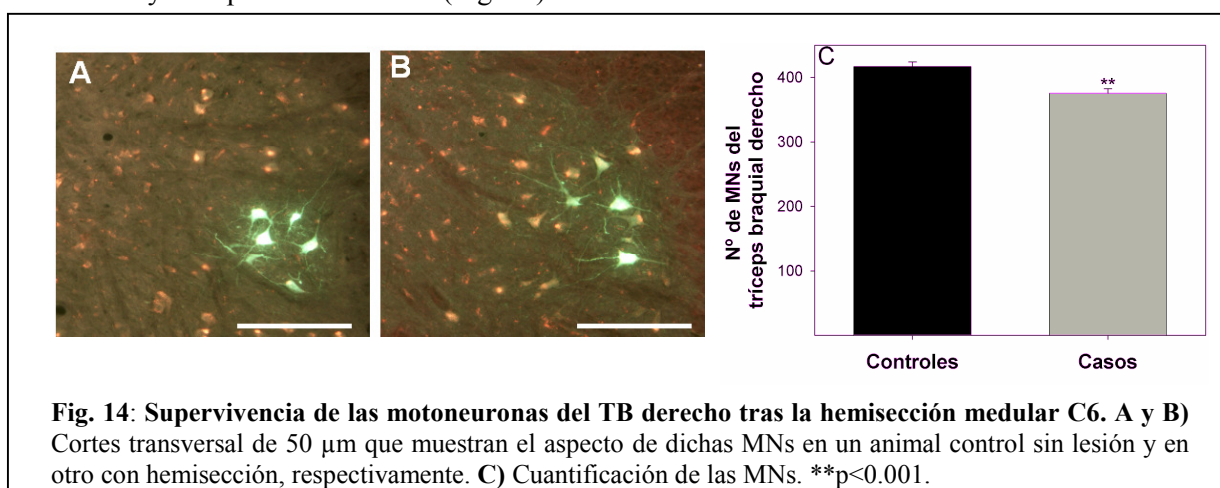 A
B
C
400
300
200
100
Nº de MNs del
tríceps braquial derecho
**
Controles
Casos
Fig. 14: Supervivencia de las motoneuronas del TB derecho tras la hemisección medular C6. A y B)
Cortes transversal de 50 µm que muestran el aspecto de dichas MNs en un animal control sin lesión y en
otro con hemisección, respectivamente. C) Cuantificación de las MNs. **p<0.001.